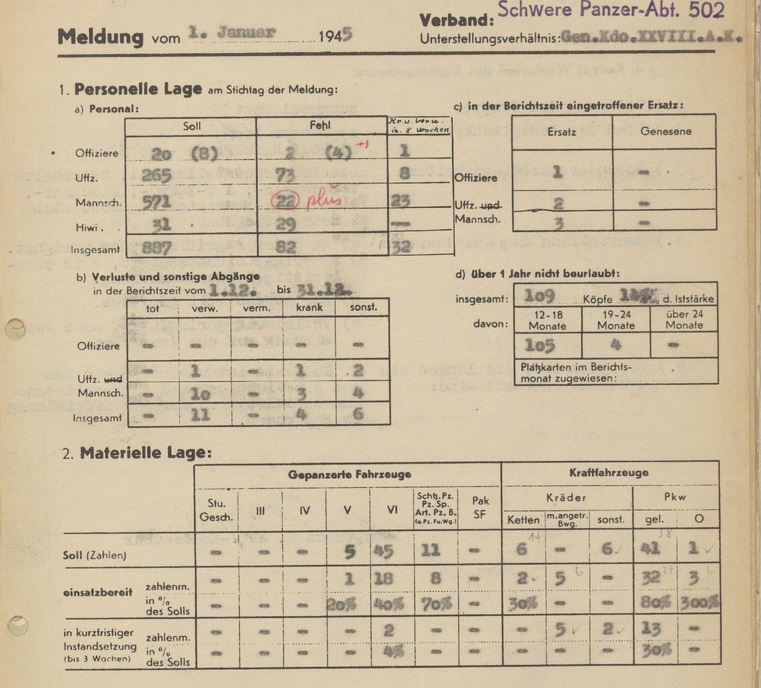 Meldung vom 1. Januar 1945
Verband: Schwere Panzer-Abt. 502
Unterstellungsverhältnis: Gen.Kdo.XXVIII.A.K.
1. Personelle Lage am Stichtag der Meldung:
a) Personal:
Soll Fehl in 8 Wochen
Offiziere 20 (8) 2 (4) +1 1
Uffz. 265 73 8
Mannsch. 571 22 plus 23
Hiwi 31 29 —
Insgesamt 887 82 32
c) in der Berichtszeit eingetroffener Ersatz:
Ersatz Genesene
Offiziere 1 -
Uffz. und 2 -
Mannsch. 3 -
b) Verluste und sonstige Abgänge
in der Berichtszeit vom 1.12. bis 31.12.
tot verw. verm. krank sonst.
Offiziere - - - - -
Uffz. und - 1 - 1 2
Mannsch. - 10 - 3 4
Insgesamt - 11 - 4 6
d) über 1 Jahr nicht beurlaubt:
insgesamt: 109 Köpfe % d. Iststärke
davon: 12-18 Monate 19-24 Monate über 24 Monate
105 4 -
Platzkarten im Berichts-
monat zugewiesen:
2. Materielle Lage:
Gepanzerte Fahrzeuge Kraftfahrzeuge
Stu. Gesch. III IV V VI Schtz. Pz. Pz. Sp. Art. Pz. B. (o. Pz. Fu. Wg.) Pak SF Kräder Pkw
Ketten m.angetr. Bwg. sonst. gel. O
Soll (Zahlen) - - - 5 45 11 - 6 - 6 41 1
einsatzbereit zahlenm. - - - 1 18 8 - 2 5 - 32 3
in % des Solls - - - 20% 40% 70% - 30% - - 80% 300%
in kurzfristiger Instandsetzung (bis 3 Wochen) zahlenm. - - - - 2 - - - 5 2 13 -
in % des Solls - - - - 4% - - - - - 30% -